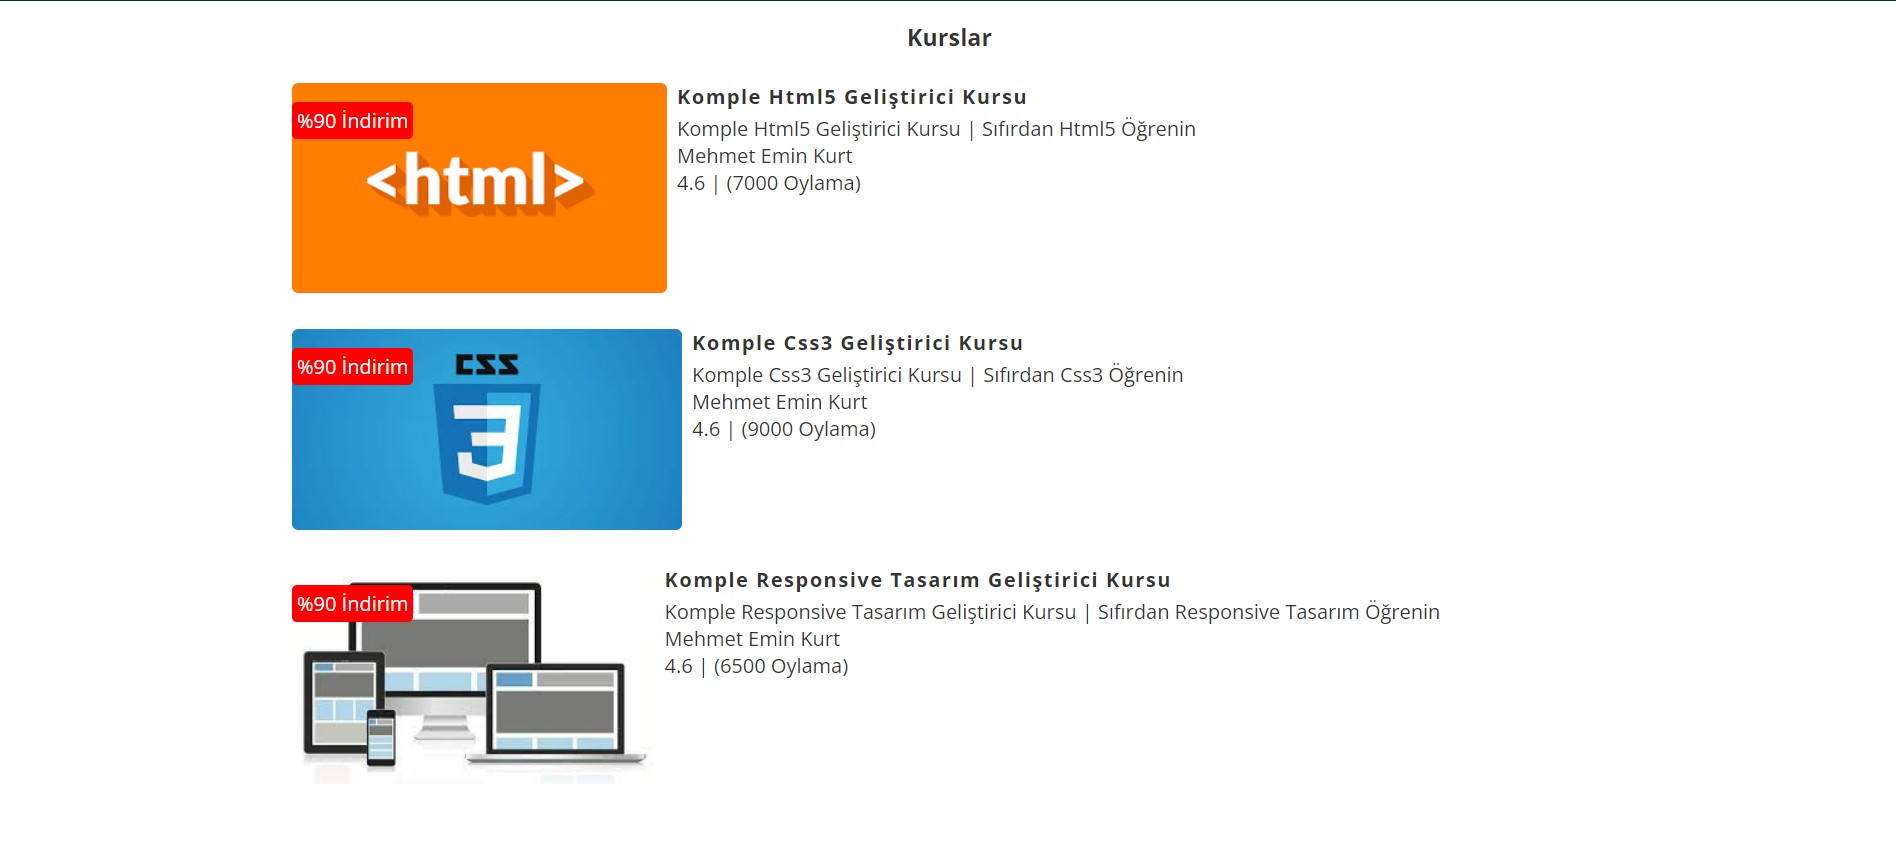 Kurslar
%90 İndirim
<html>
Komple Html5 Geliştirici Kursu
Komple Html5 Geliştirici Kursu | Sıfırdan Html5 Öğrenin
Mehmet Emin Kurt
4.6 | (7000 Oylama)
%90 İndirim
CSS
3
Komple Css3 Geliştirici Kursu
Komple Css3 Geliştirici Kursu | Sıfırdan Css3 Öğrenin
Mehmet Emin Kurt
4.6 | (9000 Oylama)
%90 İndirim
Komple Responsive Tasarım Geliştirici Kursu
Komple Responsive Tasarım Geliştirici Kursu | Sıfırdan Responsive Tasarım Öğrenin
Mehmet Emin Kurt
4.6 | (6500 Oylama)